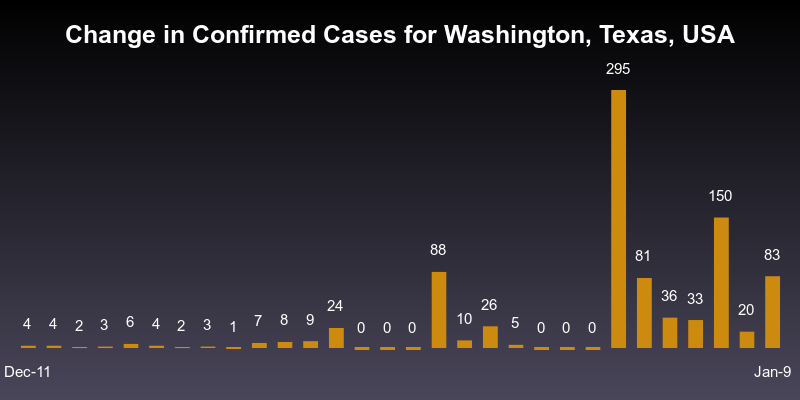 Change in Confirmed Cases for Washington, Texas, USA
4 4 2 3 6 4 2 3 1 7 8 9 24 0 0 0 88 10 26 5 0 0 0 295 81 36 33 150 20 83
Dec-11 Jan-9